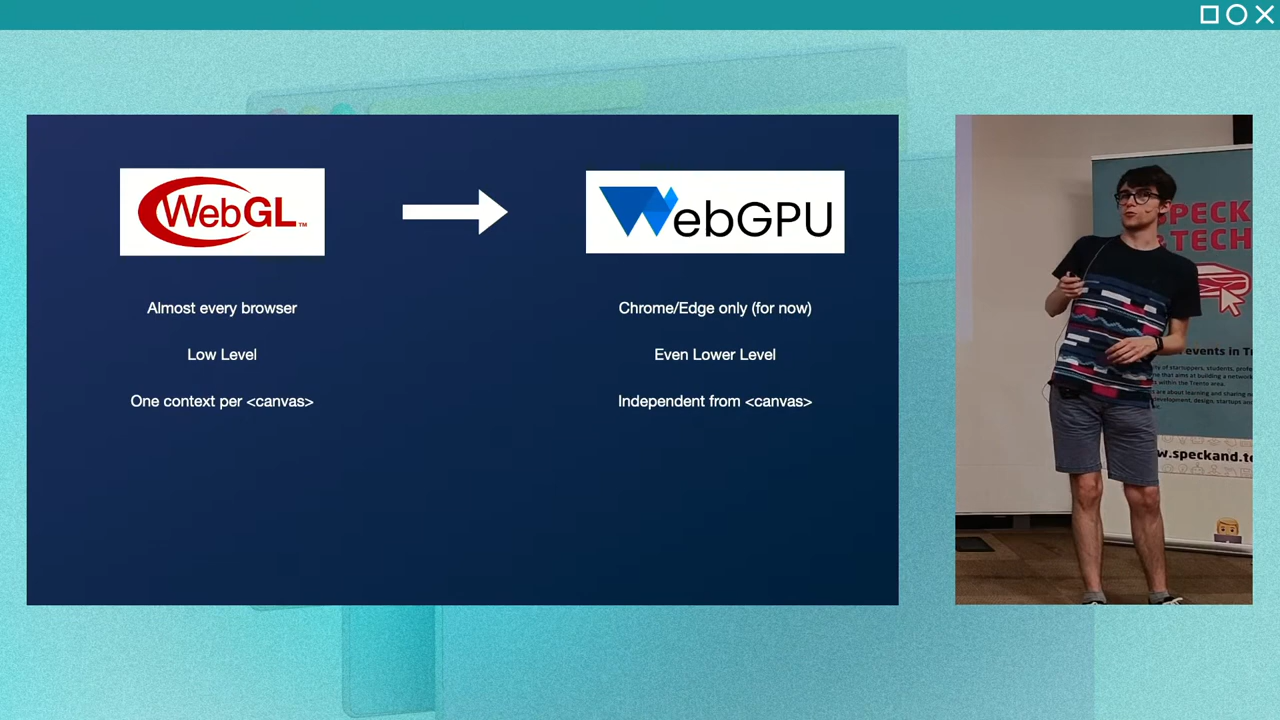 WebGL™
WebGPU
Almost every browser
Chrome/Edge only (for now)
Low Level
Even Lower Level
One context per <canvas>
Independent from <canvas>
SPECK
&TECH
events in Tr
www.speckand.te